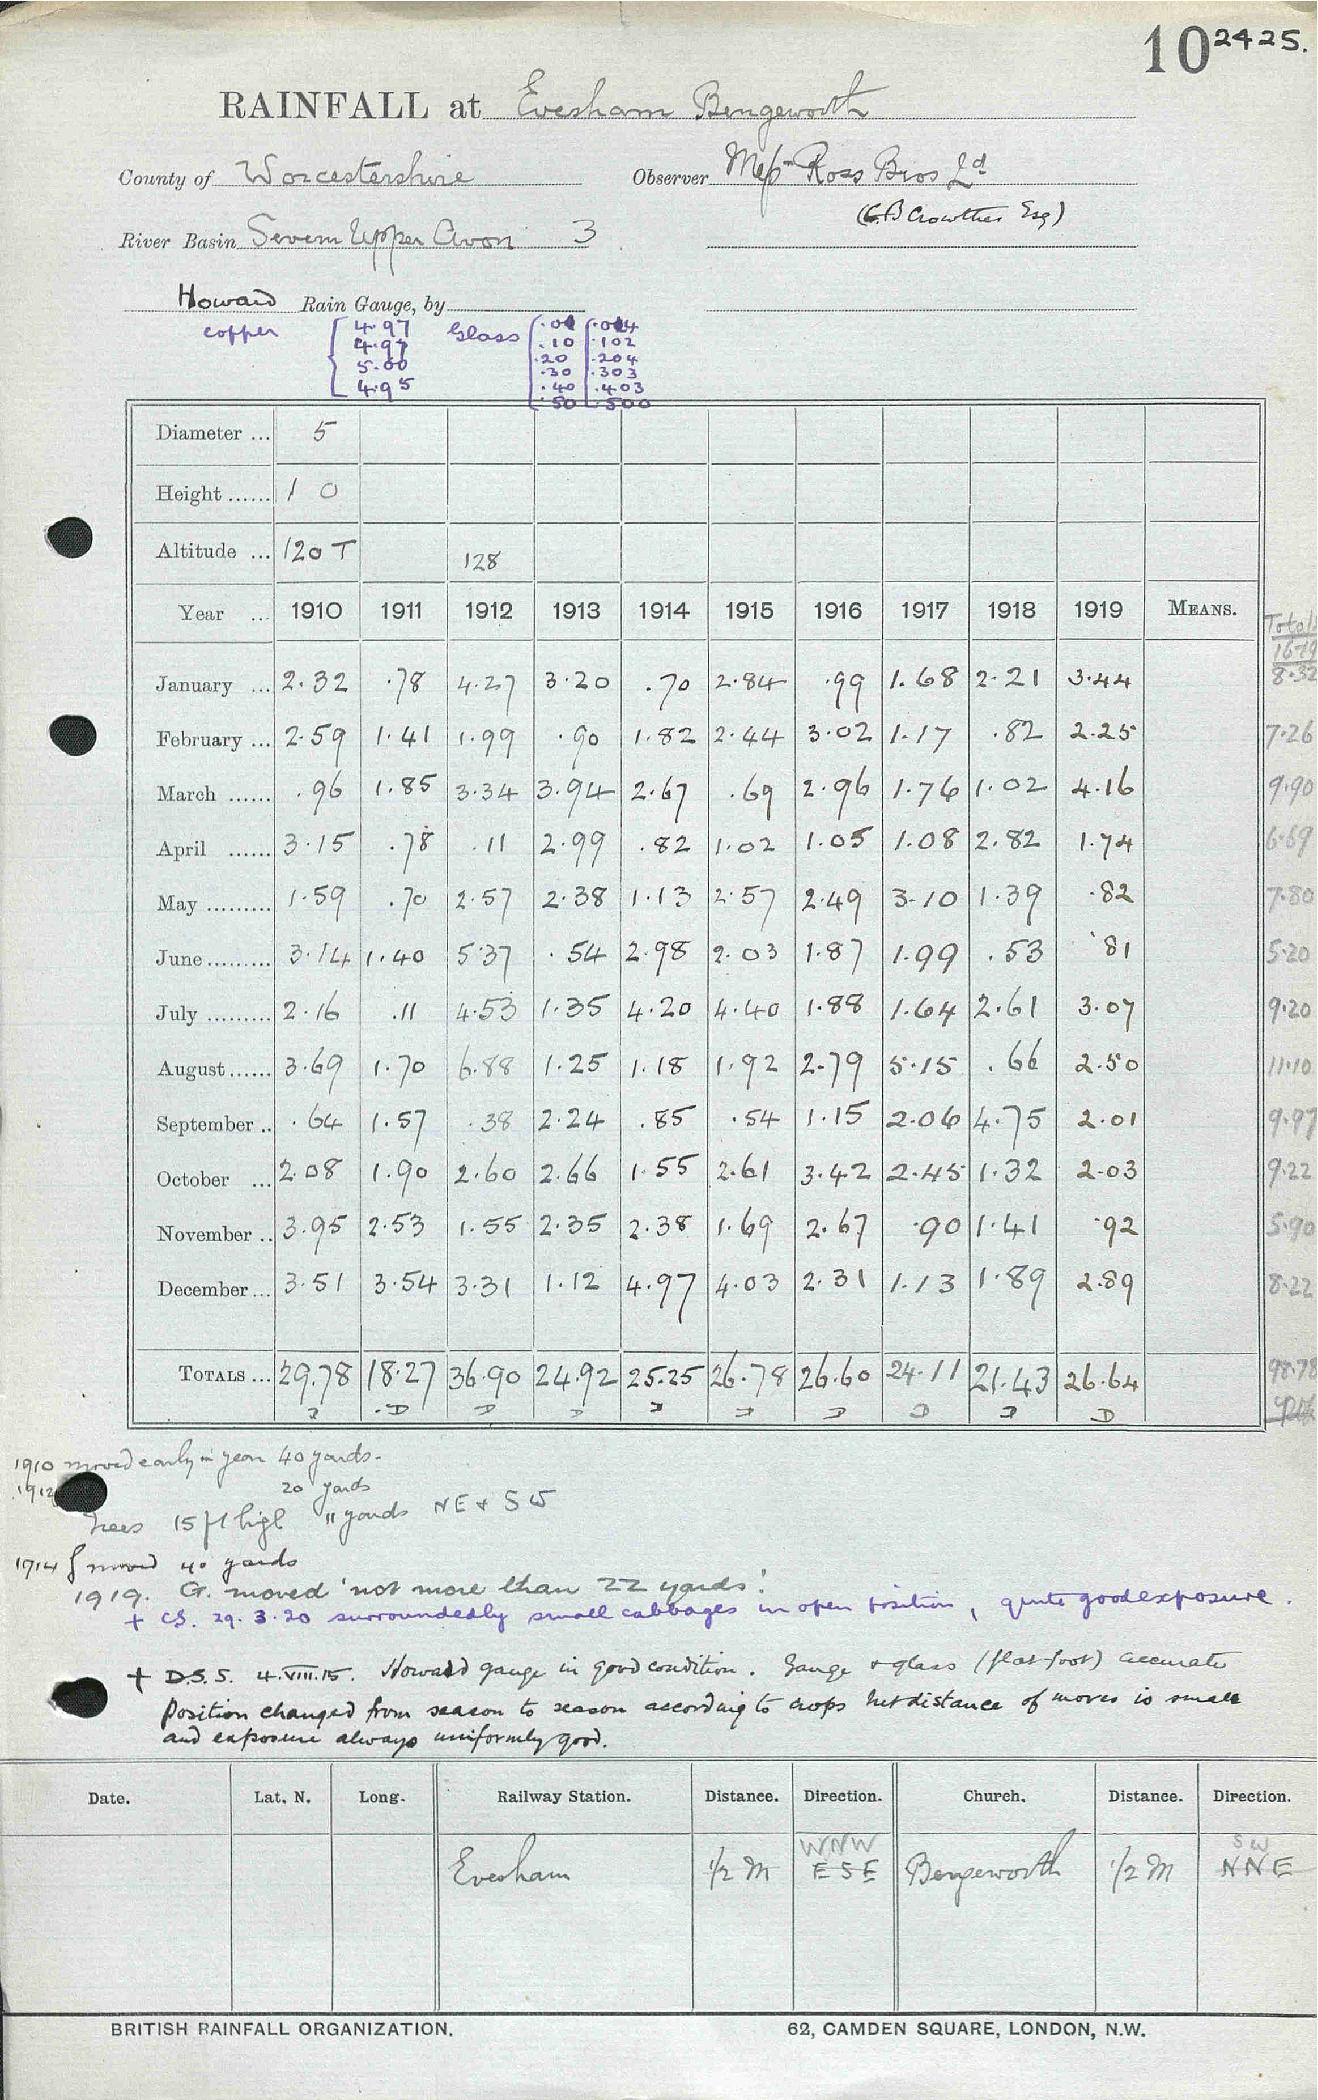 10 2425.
RAINFALL at Evesham Bengeworth
County of Worcestershire Observer Mess Ross Bros Ld
(C.B. Crowther Esq)
River Basin Severn Upper Avon 3
Howard Rain Gauge, by
copper { 4.97 Glass .10 .102
4.97 .20 .204
5.00 .30 .303
4.95 .40 .403
.50 .500
Diameter ... 5
Height ...... 1 0
Altitude ... 120 T 128
Year ... 1910 1911 1912 1913 1914 1915 1916 1917 1918 1919 MEANS. Totals
January ... 2.32 .78 4.27 3.20 .70 2.84 .99 1.68 2.21 3.44 8.32
February ... 2.59 1.41 1.99 .90 1.82 2.44 3.02 1.17 .82 2.25 7.26
March ...... .96 1.85 3.34 3.94 2.67 .69 2.96 1.76 1.02 4.16 9.90
April ...... 3.15 .78 .11 2.99 .82 1.02 1.05 1.08 2.82 1.74 6.69
May ......... 1.59 .70 2.57 2.38 1.13 2.57 2.49 3.10 1.39 .82 7.80
June ......... 3.14 1.40 5.37 .54 2.98 2.03 1.87 1.99 .53 .81 5.20
July ......... 2.16 .11 4.53 1.35 4.20 4.40 1.88 1.64 2.61 3.07 9.20
August ...... 3.69 1.70 6.88 1.25 1.18 1.92 2.79 5.15 .66 2.50 11.10
September .. .64 1.57 .38 2.24 .85 .54 1.15 2.06 4.75 2.01 9.97
October ... 2.08 1.90 2.60 2.66 1.55 2.61 3.42 2.45 1.32 2.03 9.22
November .. 3.95 2.53 1.55 2.35 2.38 1.69 2.67 .90 1.41 .92 5.90
December ... 3.51 3.54 3.31 1.12 4.97 4.03 2.31 1.13 1.89 2.89 8.22
TOTALS ... 29.78 18.27 36.90 24.92 25.25 26.78 26.60 24.11 21.43 26.64 98.78
1910 moved early in year 40 yards.
1912 20 yards
Trees 15 ft high 11 yards NE & SW
1914 { moved 40 yards
1919. G. moved 'not more than 22 yards'
+ CS. 29.3.20 surrounded by small cabbages in open position, quite good exposure.
+ D.S.S. 4.VIII.15. Howard gauge in good condition. Gauge & glass (flat-foot) accurate
Position changed from season to season according to crops but distance of moves is small
and exposure always uniformly good.
Date. Lat. N. Long. Railway Station. Distance. Direction. Church. Distance. Direction.
WNW SW
Evesham 1/2 M ESE Bengeworth 1/2 M NNE
BRITISH RAINFALL ORGANIZATION. 62, CAMDEN SQUARE, LONDON, N.W.